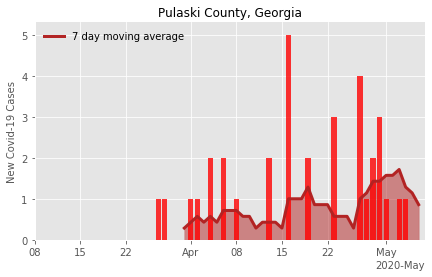 Pulaski County, Georgia
7 day moving average
New Covid-19 Cases
5
4
3
2
1
0
08
15
22
Apr
08
15
22
May
2020-May